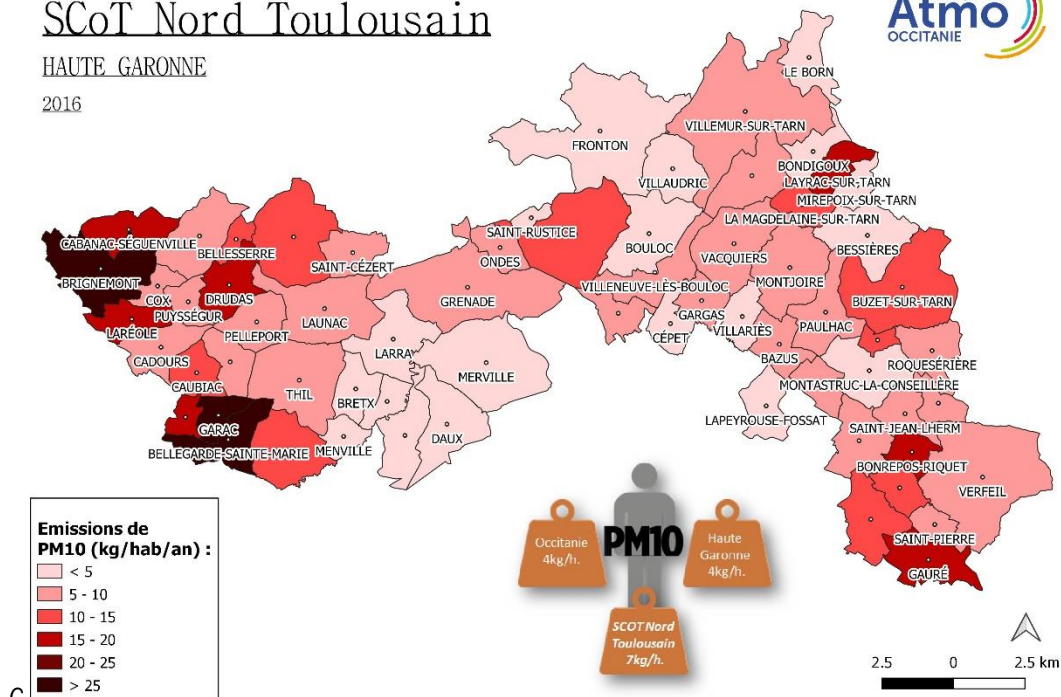 SCoT Nord Toulousain
HAUTE GARONNE
2016
Atmo
OCCITANIE
LE BORN
VILLEMUR-SUR-TARN
FRONTON
BONDIGOUX
VILLAUDRIC
LAYRAC-SUR-TARN
MIREPOIX-SUR-TARN
LA MAGDELAINE-SUR-TARN
SAINT-RUSTICE
BOULOC
BESSIÈRES
CABANAC-SÉGUENVILLE
BELLESSERRE
SAINT-CÉZERT
ONDES
VACQUIERS
BRIGNEMONT
COX
DRUDAS
GRENADE
VILLENEUVE-LÈS-BOULOC
MONTJOIRE
BUZET-SUR-TARN
PUYSSÉGUR
LARÉOLE
PELLEPORT
LAUNAC
GARGAS
CÉPET
VILLARIÈS
PAULHAC
CADOURS
LARRA
BAZUS
ROQUESÉRIÈRE
CAUBIAC
THIL
BRETX
MERVILLE
MONTASTRUC-LA-CONSEILLÈRE
LAPEYROUSE-FOSSAT
GARAC
DAUX
SAINT-JEAN-LHERM
BELLEGARDE-SAINTE-MARIE
MENVILLE
BONREPOS-RIQUET
VERFEIL
SAINT-PIERRE
GAURÉ
Emissions de
PM10 (kg/hab/an) :
< 5
5 - 10
10 - 15
15 - 20
20 - 25
> 25
Occitanie
4kg/h.
PM10
Haute
Garonne
4kg/h.
SCOT Nord
Toulousain
7kg/h.
2.5 0 2.5 km